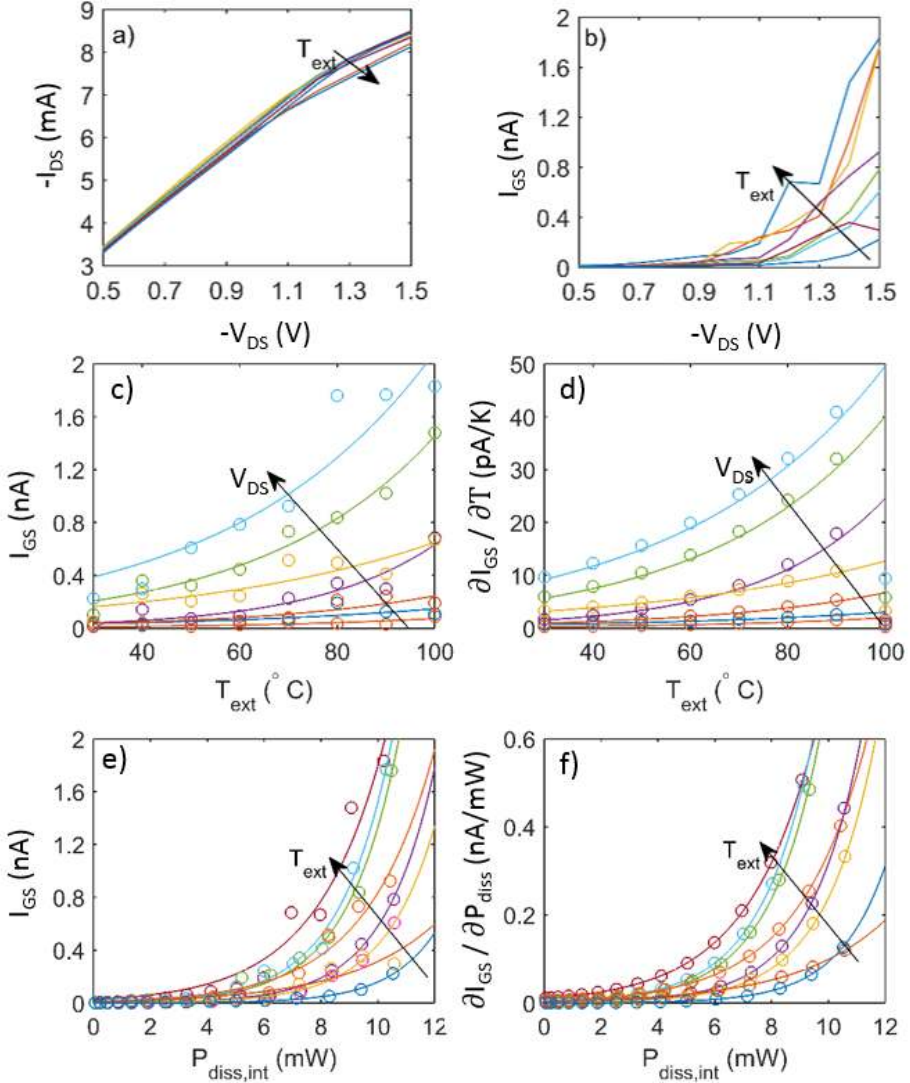 a)
T_ext
-I_DS (mA)
9
8
7
6
5
4
3
0.5 0.7 0.9 1.1 1.3 1.5
-V_DS (V)
b)
T_ext
I_GS (nA)
2
1.6
1.2
0.8
0.4
0
0.5 0.7 0.9 1.1 1.3 1.5
-V_DS (V)
c)
V_DS
I_GS (nA)
2
1.6
1.2
0.8
0.4
0
40 60 80 100
T_ext (° C)
d)
V_DS
∂I_GS / ∂T (pA/K)
50
40
30
20
10
0
40 60 80 100
T_ext (° C)
e)
T_ext
I_GS (nA)
2
1.6
1.2
0.8
0.4
0
0 2 4 6 8 10 12
P_diss,int (mW)
f)
T_ext
∂I_GS / ∂P_diss (nA/mW)
0.6
0.4
0.2
0
0 2 4 6 8 10 12
P_diss,int (mW)